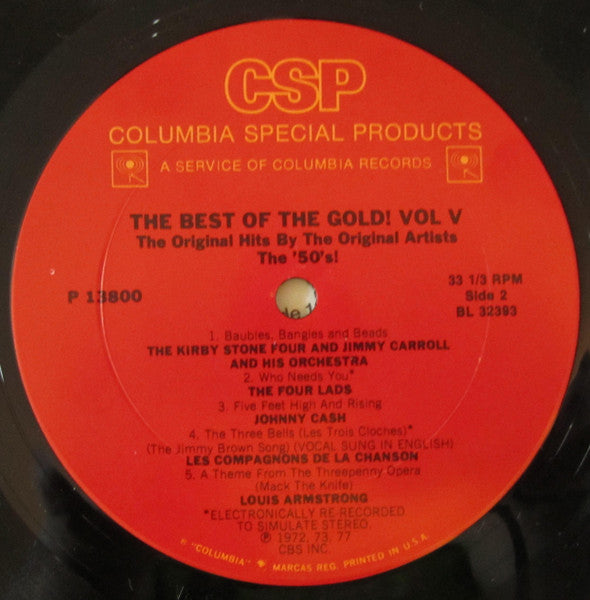 CSP
COLUMBIA SPECIAL PRODUCTS
A SERVICE OF COLUMBIA RECORDS
THE BEST OF THE GOLD! VOL V
The Original Hits By The Original Artists
The '50's!
P 13800
33 1/3 RPM
Side 2
BL 32393
1. Baubles, Bangles and Beads
THE KIRBY STONE FOUR AND JIMMY CARROLL
AND HIS ORCHESTRA
2. Who Needs You*
THE FOUR LADS
3. Five Feet High And Rising
JOHNNY CASH
4. The Three Bells (Les Trois Cloches)*
(The Jimmy Brown Song) (VOCAL SUNG IN ENGLISH)
LES COMPAGNONS DE LA CHANSON
5. A Theme From The Threepenny Opera
(Mack The Knife)
LOUIS ARMSTRONG
*ELECTRONICALLY RE-RECORDED
TO SIMULATE STEREO.
℗ 1972, 73, 77
CBS INC.
"COLUMBIA" MARCAS REG. PRINTED IN U.S.A.